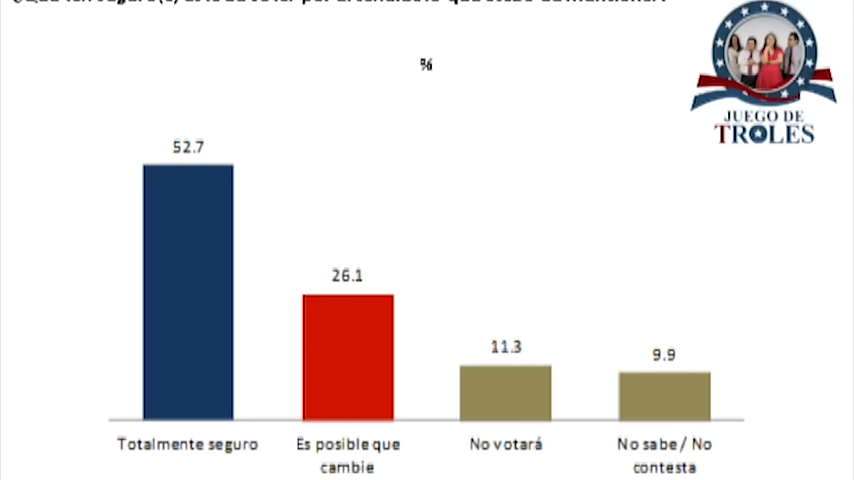 %
JUEGO DE
TROLES
52.7
26.1
11.3
9.9
Totalmente seguro
Es posible que
cambie
No votará
No sabe / No
contesta